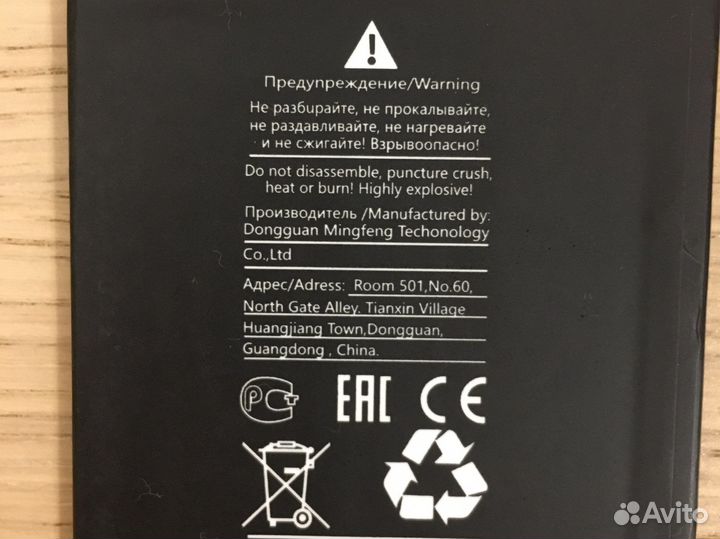 Предупреждение/Warning
Не разбирайте, не прокалывайте,
не раздавливайте, не нагревайте
и не сжигайте! Взрывоопасно!
Do not disassemble, puncture crush,
heat or burn! Highly explosive!
Производитель /Manufactured by:
Dongguan Mingfeng Techonology
Co.,Ltd
Адрес/Adress: Room 501,No.60,
North Gate Alley. Tianxin Village
Huangjiang Town,Dongguan,
Guangdong , China.
РСТ EAC CE
Avito